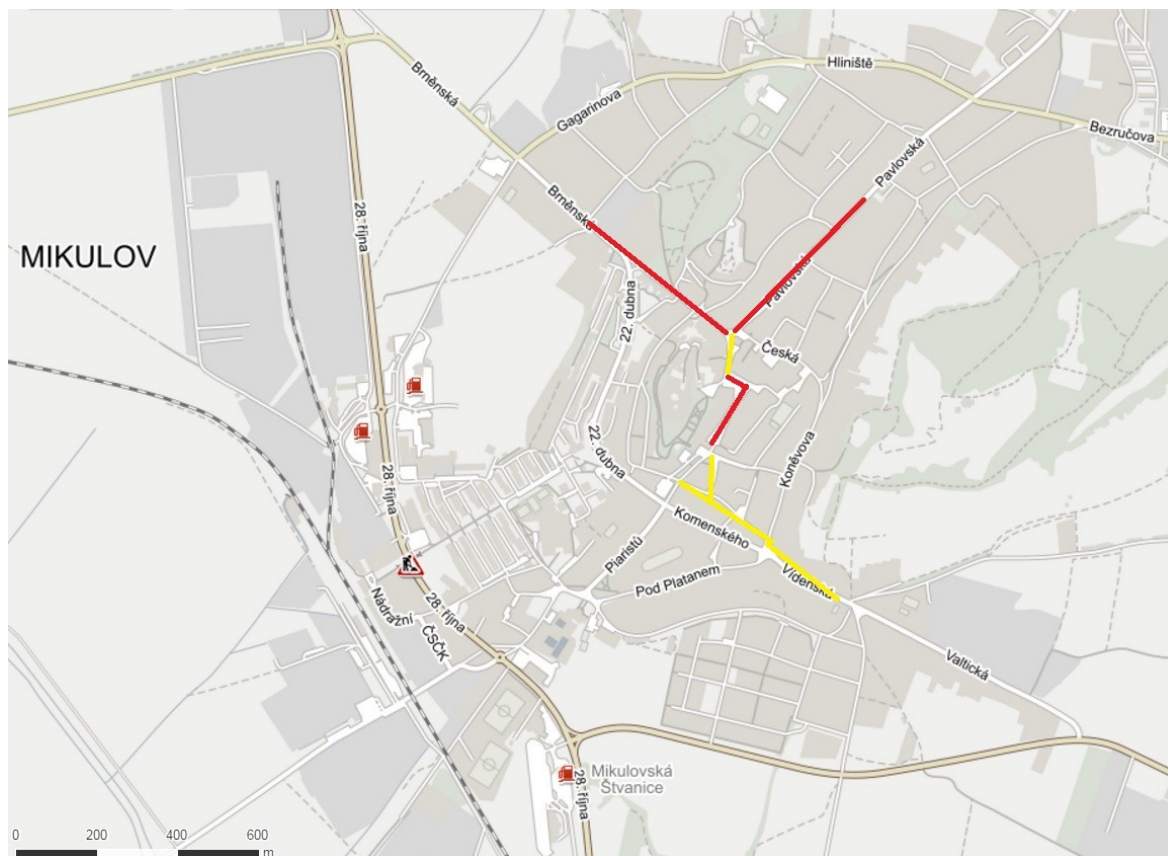 Brněnská
Hliniště
Gagarinova
Bezručova
Pavlovská
Brněnská
28. října
MIKULOV
Pavlovská
22. dubna
Česká
22. dubna
Koněvova
28. října
Komenského
Piaristů
Vídeňská
Pod Platanem
Nádražní
28. října
ČSČK
Valtická
Mikulovská
Štvanice
28. října
0 200 400 600
m